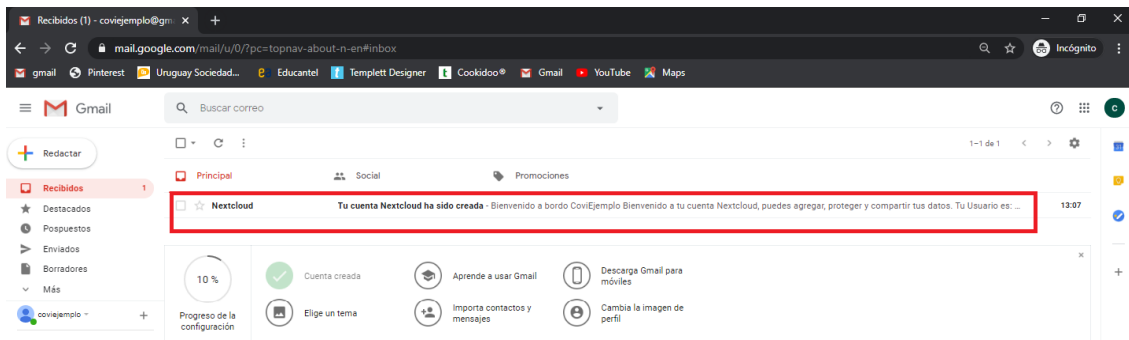 Recibidos (1) - coviejemplo@gm
mail.google.com/mail/u/0/?pc=topnav-about-n-en#inbox
Incógnito
gmail Pinterest Uruguay Sociedad... Educantel Templett Designer Cookidoo® Gmail YouTube Maps
Gmail
Buscar correo
C
Redactar
1-1 de 1
Principal Social Promociones
Recibidos 1
Nextcloud Tu cuenta Nextcloud ha sido creada - Bienvenido a bordo CoviEjemplo Bienvenido a tu cuenta Nextcloud, puedes agregar, proteger y compartir tus datos. Tu Usuario es: ... 13:07
Destacados
Pospuestos
Enviados
Borradores
Más
10 %
Progreso de la
configuración
Cuenta creada
Aprende a usar Gmail
Descarga Gmail para
móviles
Elige un tema
Importa contactos y
mensajes
Cambia la imagen de
perfil
coviejemplo